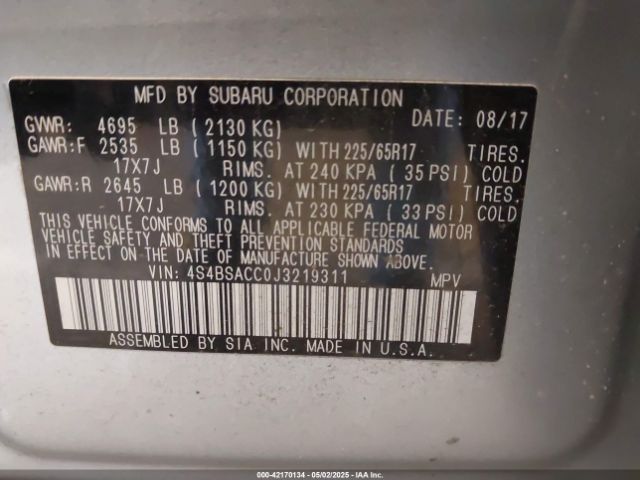 MFD BY SUBARU CORPORATION
GVWR: 4695 LB ( 2130 KG) DATE: 08/17
GAWR:F 2535 LB ( 1150 KG) WITH 225/65R17 TIRES.
17X7J RIMS. AT 240 KPA ( 35 PSI) COLD
GAWR:R 2645 LB ( 1200 KG) WITH 225/65R17 TIRES.
17X7J RIMS. AT 230 KPA ( 33 PSI) COLD
THIS VEHICLE CONFORMS TO ALL APPLICABLE FEDERAL MOTOR
VEHICLE SAFETY AND THEFT PREVENTION STANDARDS
IN EFFECT ON THE DATE OF MANUFACTURE SHOWN ABOVE.
VIN: 4S4BSACC0J3219311 MPV
ASSEMBLED BY SIA INC. MADE IN U.S.A.
000-42170134 - 05/02/2025 - IAA Inc.